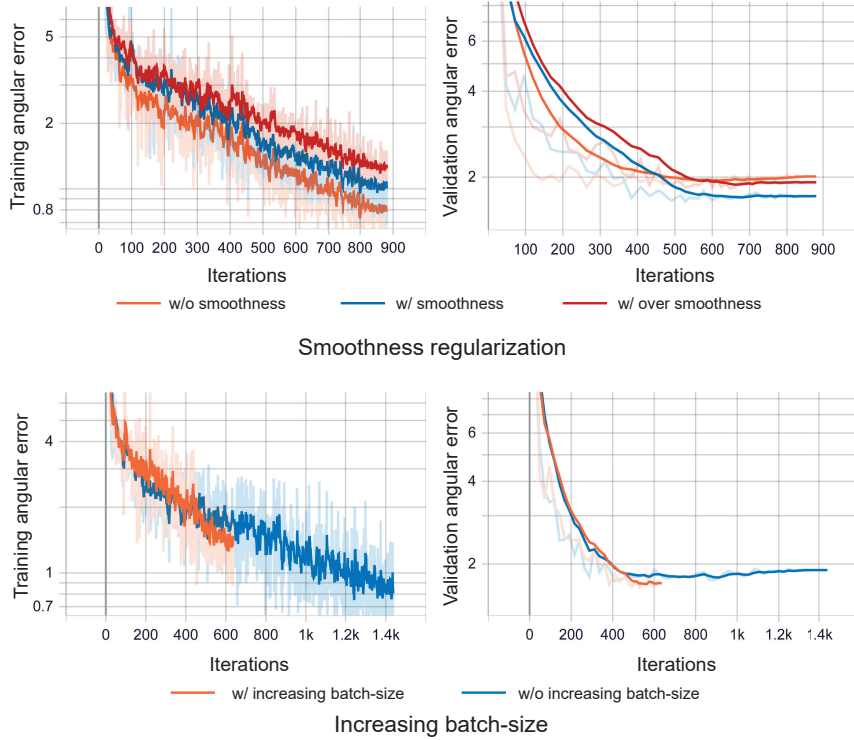 Training angular error
5
2
0.8
0 100 200 300 400 500 600 700 800 900
Iterations
Validation angular error
6
4
2
100 200 300 400 500 600 700 800 900
Iterations
w/o smoothness w/ smoothness w/ over smoothness
Smoothness regularization
Training angular error
4
1
0.7
0 200 400 600 800 1k 1.2k 1.4k
Iterations
Validation angular error
6
4
2
0 200 400 600 800 1k 1.2k 1.4k
Iterations
w/ increasing batch-size w/o increasing batch-size
Increasing batch-size